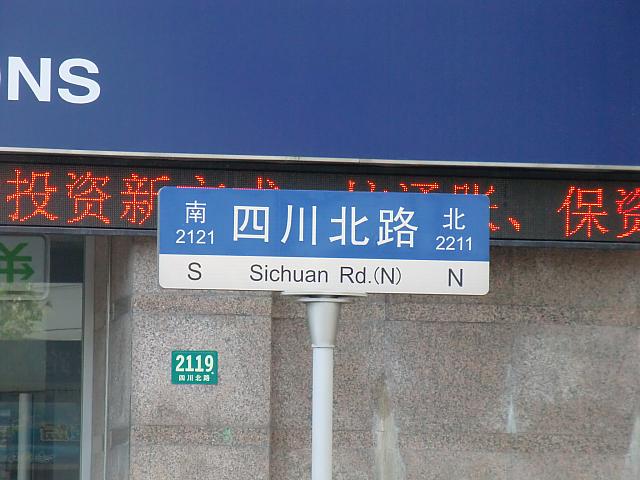 NS
投资新
保资
南 四川北路 北
2121 2211
S Sichuan Rd.(N) N
2119
四川北路